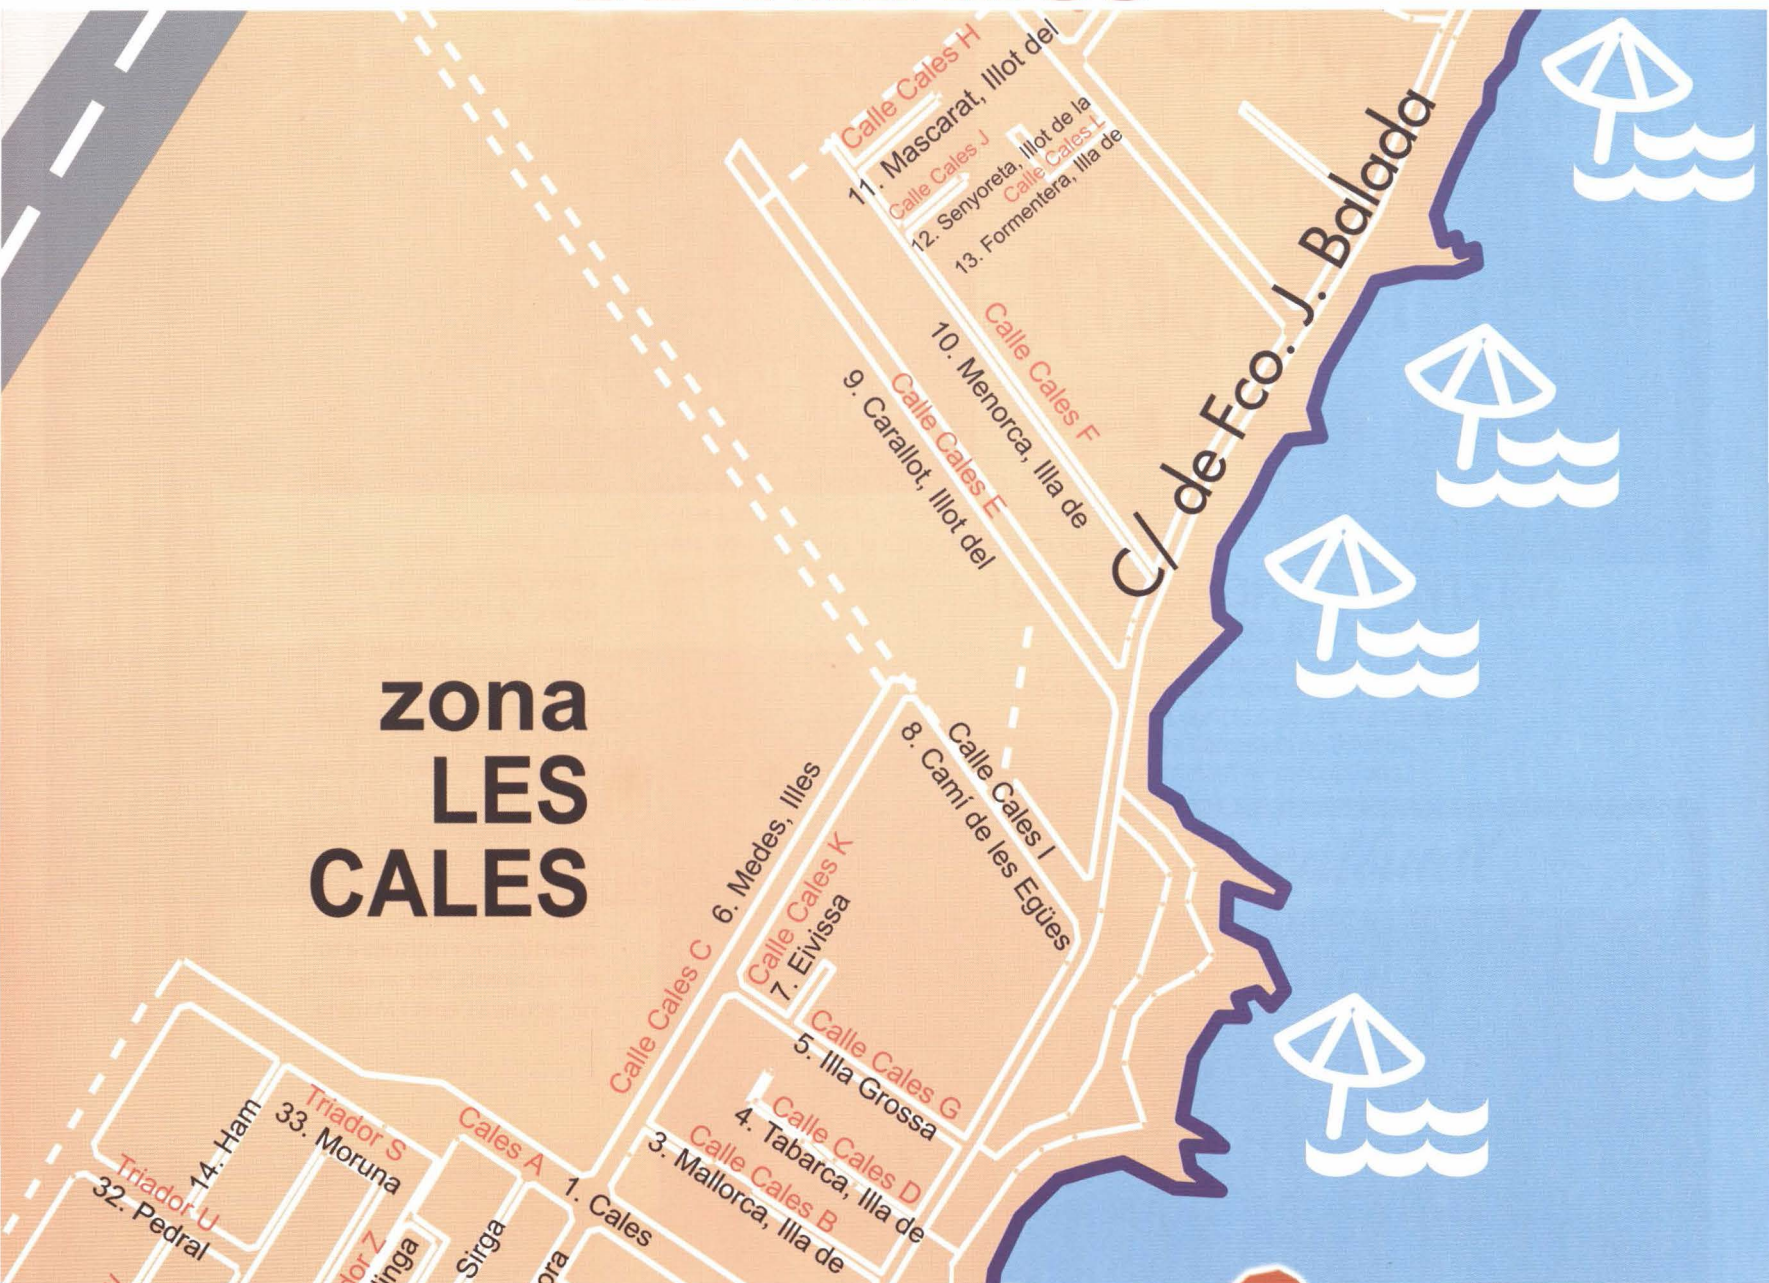 Calle Cales H
11. Mascarat, Illot del
Calle Cales J
12. Senyoreta, Illot de la
Calle Cales L
13. Formentera, Illa de
C/ de Fco. J. Balada
Calle Cales F
10. Menorca, Illa de
Calle Cales E
9. Carallot, Illot del
zona
LES
CALES
Calle Cales I
8. Camí de les Egües
6. Medes, Illes
Calle Cales C
Calle Cales K
7. Eivissa
Calle Cales G
5. Illa Grossa
Calle Cales D
4. Tabarca, Illa de
Calle Cales B
3. Mallorca, Illa de
Cales A
1. Cales
Triador S
33. Moruna
14. Ham
Triador U
32. Pedral
Sirga